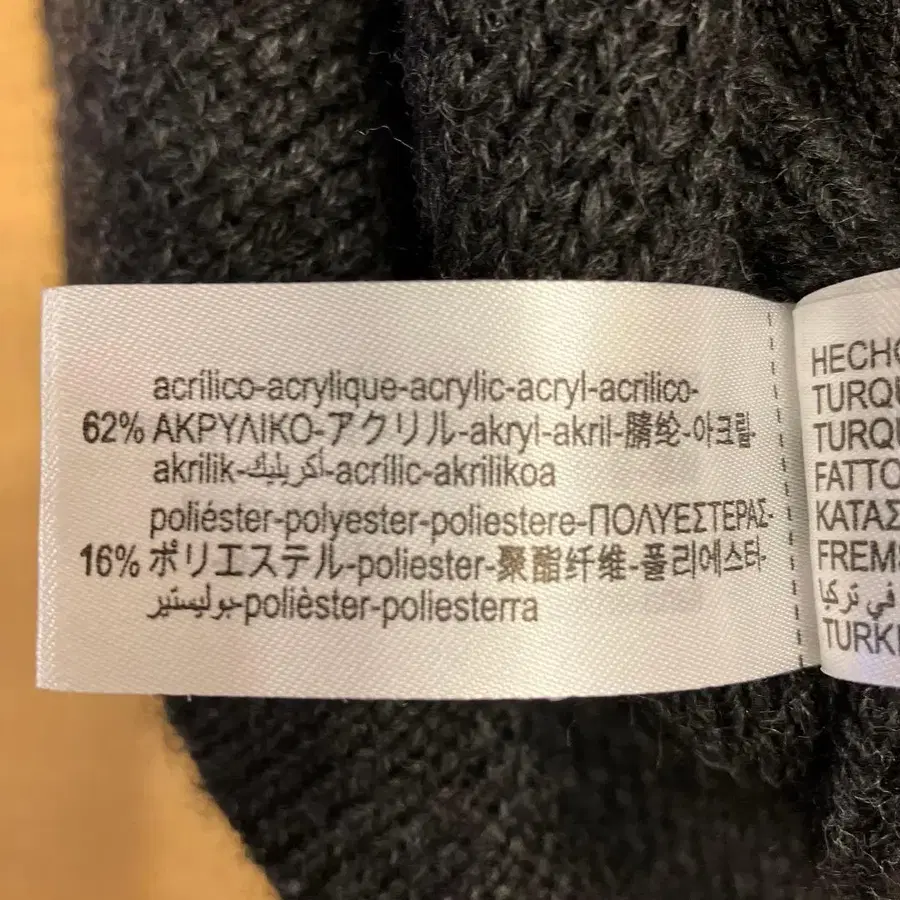 acrílico-acrylique-acrylic-acryl-acrilico-
62% ΑΚΡΥΛΙΚΟ-アクリル-akryl-akril-腈纶-아크릴-
akrilik-أكريليك-acrílic-akrilikoa
poliéster-polyester-poliestere-ΠΟΛΥΕΣΤΕΡΑΣ-
16% ポリエステル-poliester-聚酯纤维-폴리에스터-
جوليستير-polièster-poliesterra
HECHO
TURQU
TURQU
FATTO
ΚΑΤΑΣ
FREMS
في تركيا
TURKI